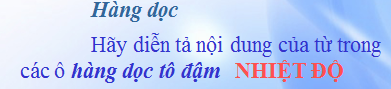 Hàng dọc
Hãy diễn tả nội dung của từ trong
các ô hàng dọc tô đậm NHIỆT ĐỘ